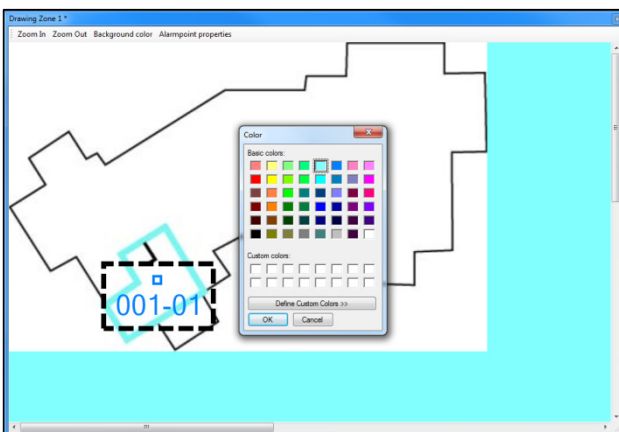 Drawing Zone 1 *
Zoom In Zoom Out Background color Alarmpoint properties
Color
Basic colors:
Custom colors:
Define Custom Colors >>
OK Cancel
001-01